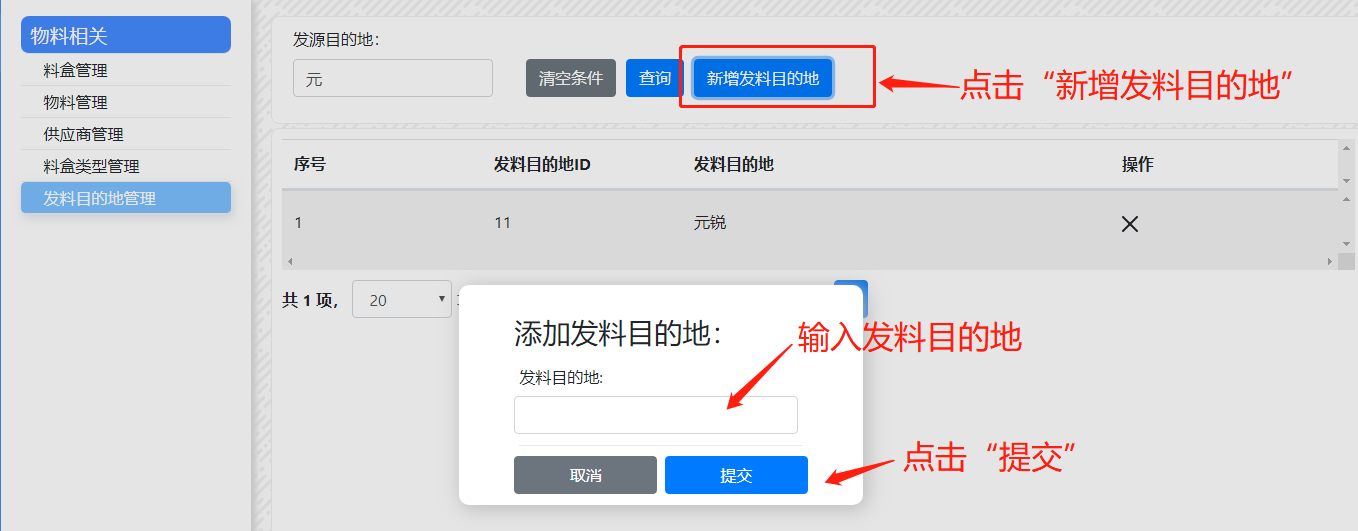 物料相关
料盒管理
物料管理
供应商管理
料盒类型管理
发料目的地管理
发源目的地：
元 清空条件 查询 新增发料目的地
点击“新增发料目的地”
序号 发料目的地ID 发料目的地 操作
1 11 元锐
共 1 项， 20
添加发料目的地：
输入发料目的地
发料目的地:
点击“提交”
取消 提交